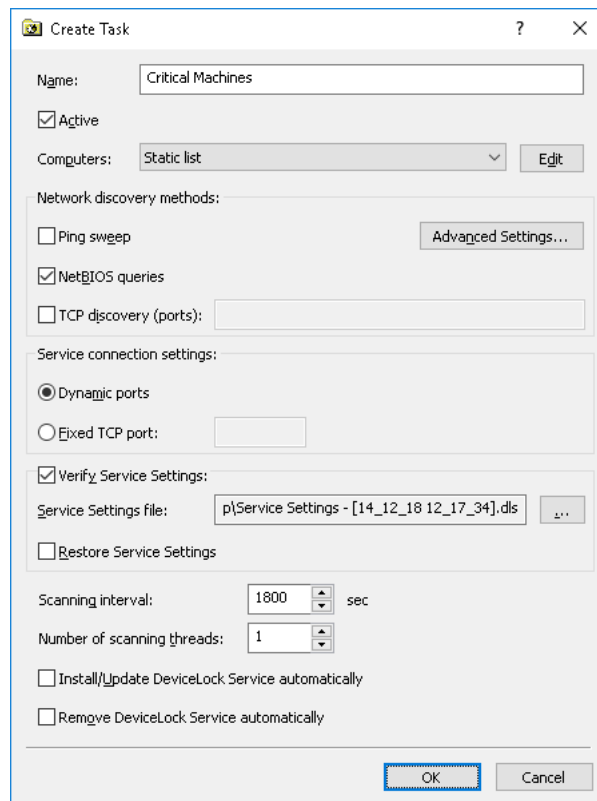 Create Task
?
Name: Critical Machines
Active
Computers: Static list Edit
Network discovery methods:
Ping sweep Advanced Settings...
NetBIOS queries
TCP discovery (ports):
Service connection settings:
Dynamic ports
Fixed TCP port:
Verify Service Settings:
Service Settings file: p\Service Settings - [14_12_18 12_17_34].dls ...
Restore Service Settings
Scanning interval: 1800 sec
Number of scanning threads: 1
Install/Update DeviceLock Service automatically
Remove DeviceLock Service automatically
OK Cancel